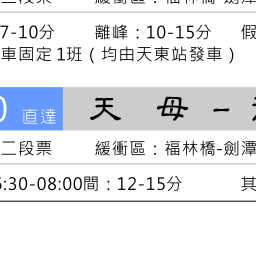 7-10分 離峰：10-15分
車固定1班（均由天東站發車）
0 直達 天母－
二段票 緩衝區：福林橋-劍潭
:30-08:00間：12-15分 其